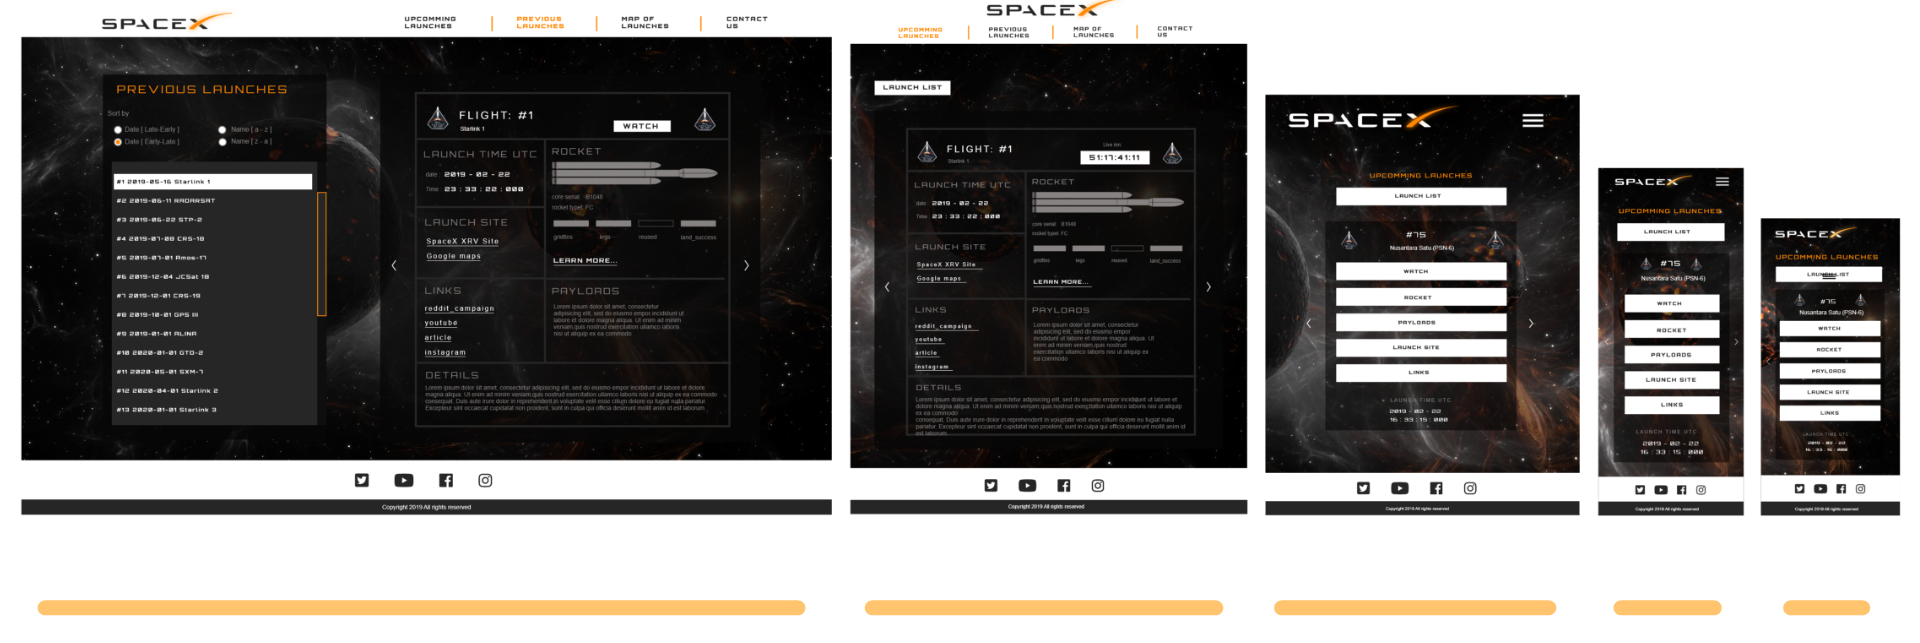 SPACEX
UPCOMMING
LAUNCHES
PREVIOUS
LAUNCHES
MAP OF
LAUNCHES
CONTACT
US
PREVIOUS LAUNCHES
Sort by
Date [ Late-Early ]
Name [ a - z ]
Date [ Early-Late ]
Name [ z - a ]
#1 2019-05-16 Starlink 1
#2 2019-06-11 RADARSAT
#3 2019-06-22 STP-2
#4 2019-07-08 CRS-18
#5 2019-07-01 Amos-17
#6 2019-12-04 JCSat 18
#7 2019-12-01 CRS-19
#8 2019-10-01 GPS III
#9 2019-01-01 ALINA
#10 2020-01-01 GTO-2
#11 2020-05-01 SXM-7
#12 2020-04-01 Starlink 2
#13 2020-01-01 Starlink 3
FLIGHT: #1
Starlink 1
WATCH
LAUNCH TIME UTC
date 2019 - 02 - 22
Time 23 : 33 : 22 : 000
LAUNCH SITE
SpaceX XRV Site
Google maps
LINKS
reddit_campaign
youtube
article
instagram
ROCKET
core serial B1048
rocket typet FC
gridfins
legs
reused
land_success
LEARN MORE...
PAYLOADS
Lorem ipsum dolor sit amet, consectetur
adipisicing elit, sed do eiusmo epor incididunt ut
labore et dolore magna aliqua. Ut enim ad minim
veniam,quis nostrud exercitation ullamco laboris
nisi ut aliquip ex ea commodo
DETAILS
Lorem ipsum dolor sit amet, consectetur adipisicing elit, sed do eiusmo epor incididunt ut labore et dolore
magna aliqua. Ut enim ad minim veniam,quis nostrud exercitation ullamco laboris nisi ut aliquip ex ea commodo
consequat. Duis aute irure dolor in reprehenderit in voluptate velit esse cillum dolore eu fugiat nulla pariatur.
Excepteur sint occaecat cupidatat non proident, sunt in culpa qui officia deserunt mollit anim id est laborum
Copyright 2019 All rights reserved
SPACEX
UPCOMMING
LAUNCHES
PREVIOUS
LAUNCHES
MAP OF
LAUNCHES
CONTACT
US
LAUNCH LIST
FLIGHT: #1
Starlink 1
Live inn:
51:17:41:11
LAUNCH TIME UTC
date 2019 - 02 - 22
Time 23 : 33 : 22 : 000
LAUNCH SITE
SpaceX XRV Site
Google maps
LINKS
reddit_campaign
youtube
article
instagram
ROCKET
core serial B1048
rocket typet FC
gridfins
legs
reused
land_success
LEARN MORE...
PAYLOADS
Lorem ipsum dolor sit amet, consectetur
adipisicing elit, sed do eiusmo epor
incididunt ut labore et dolore magna aliqua. Ut
enim ad minim veniam,quis nostrud
exercitation ullamco laboris nisi ut aliquip ex
ea commodo
DETAILS
Lorem ipsum dolor sit amet, consectetur adipisicing elit, sed do eiusmo epor incididunt ut labore et
dolore magna aliqua. Ut enim ad minim veniam,quis nostrud exercitation ullamco laboris nisi ut aliquip
ex ea commodo
consequat. Duis aute irure dolor in reprehenderit in voluptate velit esse cillum dolore eu fugiat nulla
pariatur. Excepteur sint occaecat cupidatat non proident, sunt in culpa qui officia deserunt mollit anim id
est laborum
Copyright 2019 All rights reserved
SPACEX
UPCOMMING LAUNCHES
LAUNCH LIST
#75
Nusantara Satu (PSN-6)
WATCH
ROCKET
PAYLOADS
LAUNCH SITE
LINKS
LAUNCH TIME UTC
2019 - 02 - 22
16 : 33 : 15 : 000
Copyright 2019 All rights reserved
SPACEX
UPCOMMING LAUNCHES
LAUNCH LIST
#75
Nusantara Satu (PSN-6)
WATCH
ROCKET
PAYLOADS
LAUNCH SITE
LINKS
LAUNCH TIME UTC
2019 - 02 - 22
16 : 33 : 15 : 000
Copyright 2019 All rights reserved
SPACEX
UPCOMMING LAUNCHES
LAUNCH LIST
#75
Nusantara Satu (PSN-6)
WATCH
ROCKET
PAYLOADS
LAUNCH SITE
LINKS
LAUNCH TIME UTC
2019 - 02 - 22
16 : 33 : 15 : 000
Copyright 2019 All rights reserved